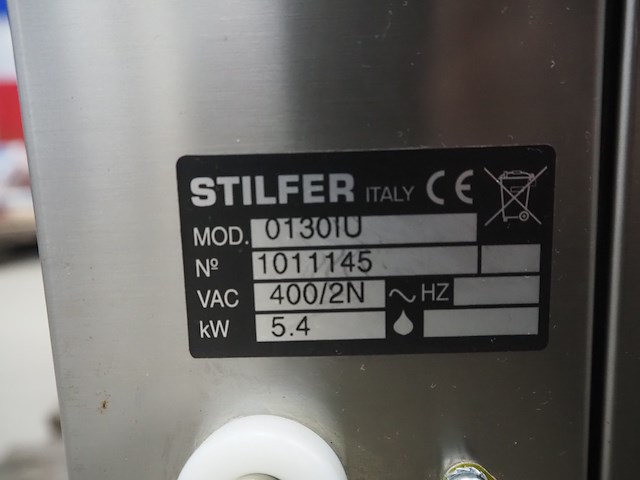 STILFER ITALY CE
MOD. 0130IU
Nº 1011145
VAC 400/2N ~ HZ
kW 5.4